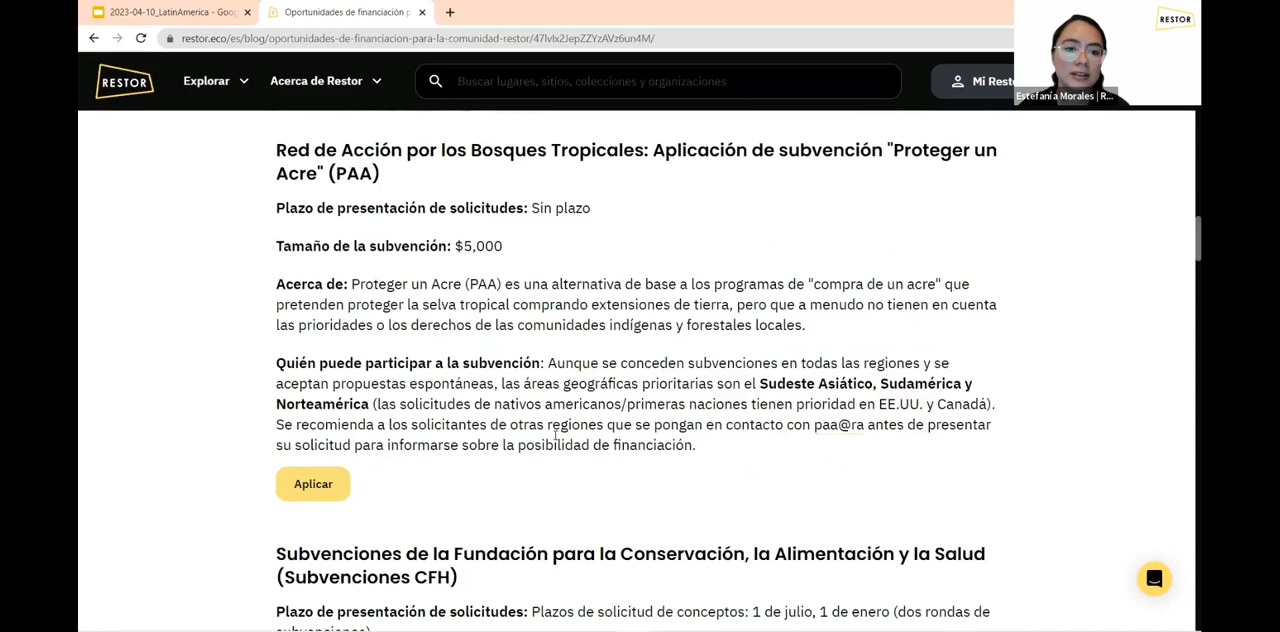 2023-04-10_LatinAmerica - Goo
Oportunidades de financiación p
restor.eco/es/blog/oportunidades-de-financiacion-para-la-comunidad-restor/47lvlx2JepZZYzAVz6un4M/
RESTOR
RESTOR
Explorar
Acerca de Restor
Buscar lugares, sitios, colecciones y organizaciones
Mi Resto
Estefanía Morales | R...
Red de Acción por los Bosques Tropicales: Aplicación de subvención "Proteger un
Acre" (PAA)
Plazo de presentación de solicitudes: Sin plazo
Tamaño de la subvención: $5,000
Acerca de: Proteger un Acre (PAA) es una alternativa de base a los programas de "compra de un acre" que
pretenden proteger la selva tropical comprando extensiones de tierra, pero que a menudo no tienen en cuenta
las prioridades o los derechos de las comunidades indígenas y forestales locales.
Quién puede participar a la subvención: Aunque se conceden subvenciones en todas las regiones y se
aceptan propuestas espontáneas, las áreas geográficas prioritarias son el Sudeste Asiático, Sudamérica y
Norteamérica (las solicitudes de nativos americanos/primeras naciones tienen prioridad en EE.UU. y Canadá).
Se recomienda a los solicitantes de otras regiones que se pongan en contacto con paa@ra antes de presentar
su solicitud para informarse sobre la posibilidad de financiación.
Aplicar
Subvenciones de la Fundación para la Conservación, la Alimentación y la Salud
(Subvenciones CFH)
Plazo de presentación de solicitudes: Plazos de solicitud de conceptos: 1 de julio, 1 de enero (dos rondas de
subvenciones)